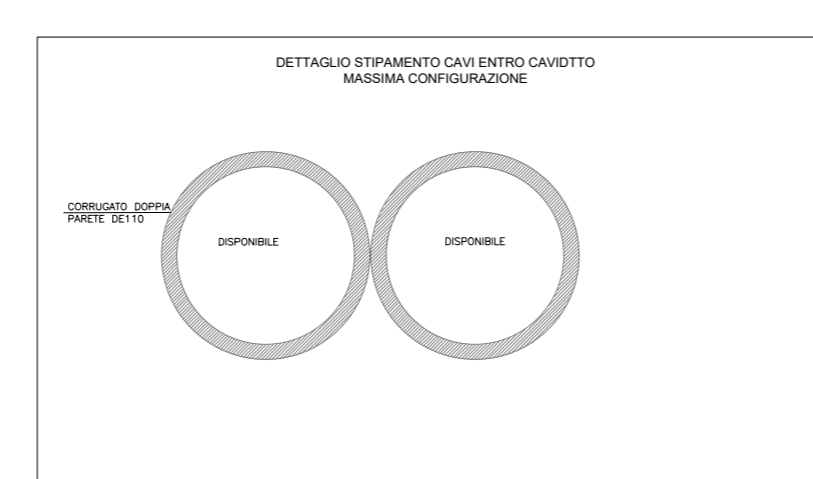 DETTAGLIO STIPAMENTO CAVI ENTRO CAVIDTTO
MASSIMA CONFIGURAZIONE
CORRUGATO DOPPIA
PARETE DE110
DISPONIBILE
DISPONIBILE